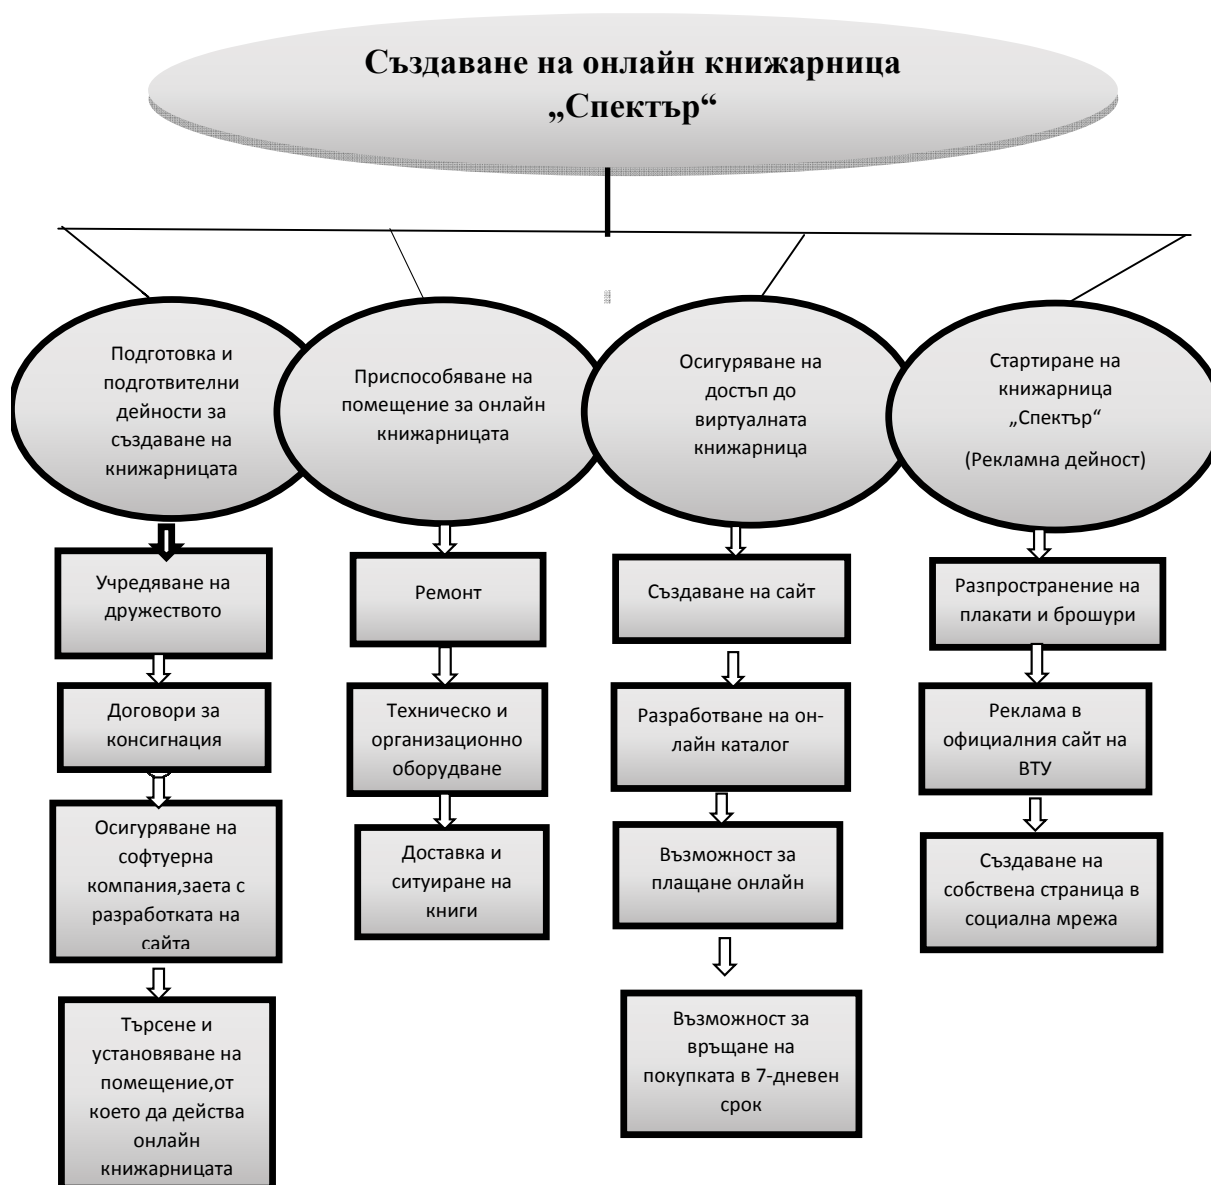 Създаване на онлайн книжарница
„Спектър“
Подготовка и
подготвителни
дейности за
създаване на
книжарницата
Приспособяване на
помещение за онлайн
книжарницата
Осигуряване на
достъп до
виртуалната
книжарница
Стартиране на
книжарница
„Спектър“
(Рекламна дейност)
Учредяване на
дружеството
Договори за
консигнация
Осигуряване на
софтуерна
компания,заета с
разработката на
сайта
Търсене и
установяване на
помещение,от
което да действа
онлайн
книжарницата
Ремонт
Техническо и
организационно
оборудване
Доставка и
ситуиране на
книги
Създаване на сайт
Разработване на он-
лайн каталог
Възможност за
плащане онлайн
Възможност за
връщане на
покупката в 7-дневен
срок
Разпространение на
плакати и брошури
Реклама в
официалния сайт на
ВТУ
Създаване на
собствена страница в
социална мрежа